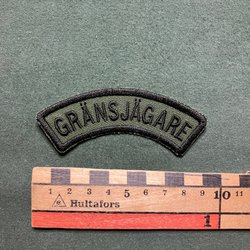 GRÄNSJÄGARE
1 2 3 4 5 6 7 8 9 10 11
Hultafors
1